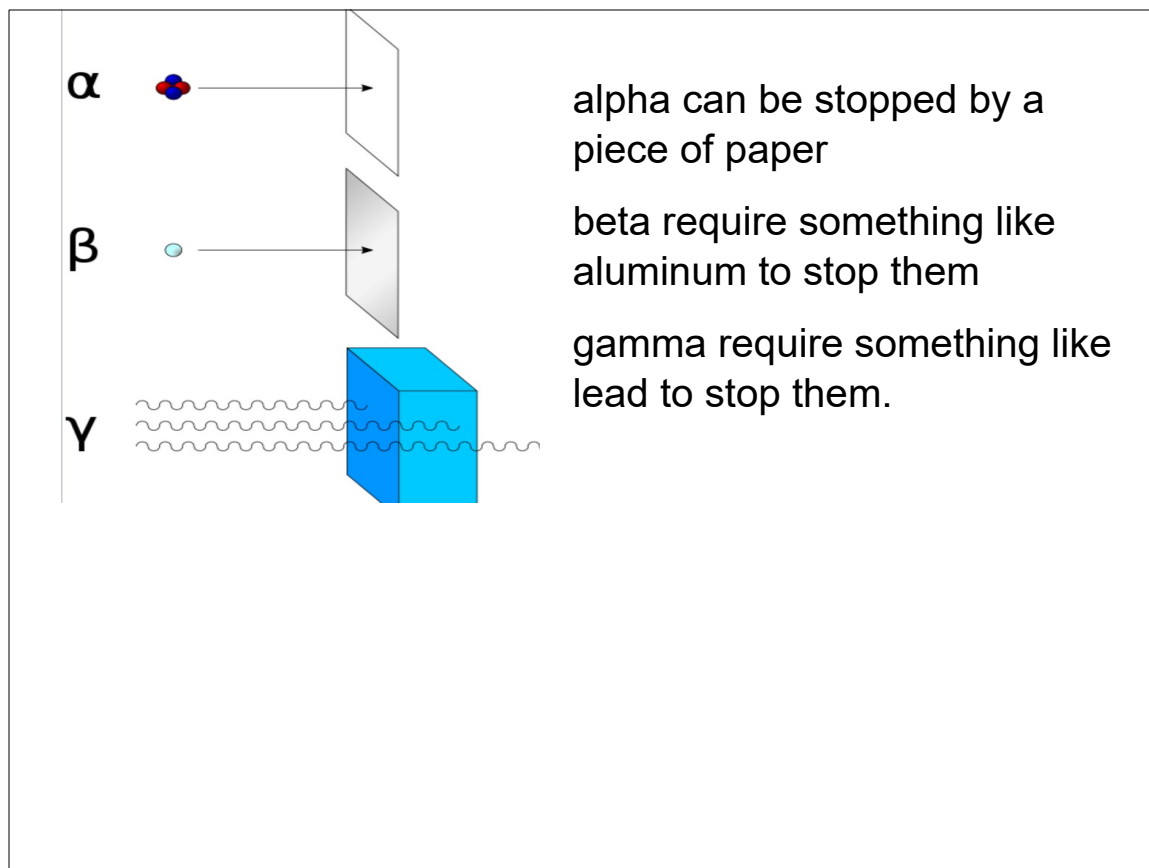 α
alpha can be stopped by a
piece of paper
β
beta require something like
aluminum to stop them
γ
gamma require something like
lead to stop them.